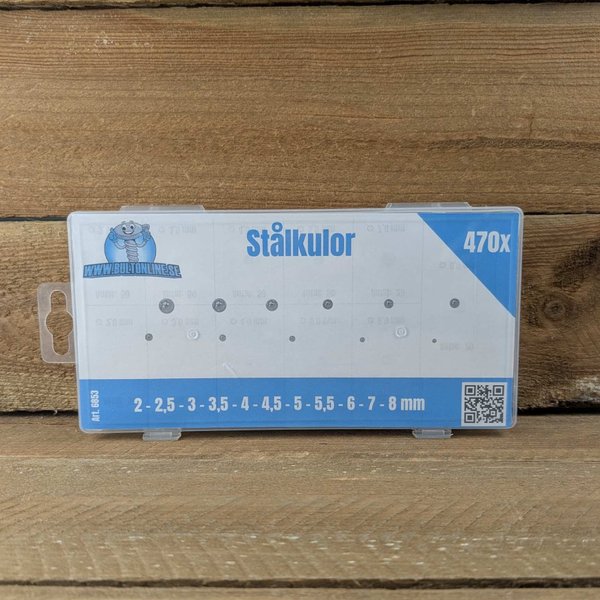 Stålkulor
470x
WWW.BULTONLINE.SE
Art. 6853
2 - 2,5 - 3 - 3,5 - 4 - 4,5 - 5 - 5,5 - 6 - 7 - 8 mm